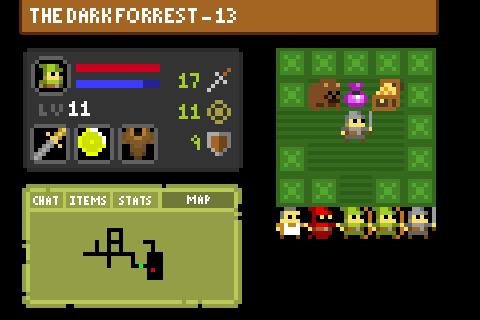 THE DARK FORREST - 13
17
LV 11
11
9
CHAT ITEMS STATS MAP